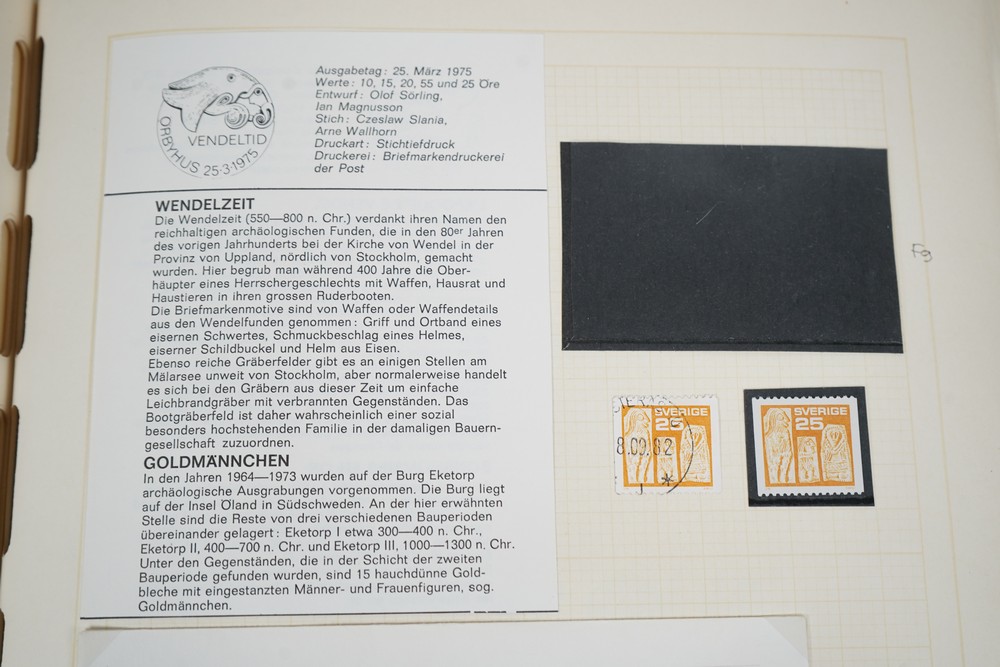 VENDELTID
ORBYHUS 25·3·1975
Ausgabetag: 25. März 1975
Werte: 10, 15, 20, 55 und 25 Öre
Entwurf: Olof Sörling,
Jan Magnusson
Stich: Czeslaw Slania,
Arne Wallhorn
Druckart: Stichtiefdruck
Druckerei: Briefmarkendruckerei
der Post
WENDELZEIT
Die Wendelzeit (550—800 n. Chr.) verdankt ihren Namen den
reichhaltigen archäologischen Funden, die in den 80er Jahren
des vorigen Jahrhunderts bei der Kirche von Wendel in der
Provinz von Uppland, nördlich von Stockholm, gemacht
wurden. Hier begrub man während 400 Jahre die Ober-
häupter eines Herrschergeschlechts mit Waffen, Hausrat und
Haustieren in ihren grossen Ruderbooten.
Die Briefmarkenmotive sind von Waffen oder Waffendetails
aus den Wendelfunden genommen: Griff und Ortband eines
eisernen Schwertes, Schmuckbeschlag eines Helmes,
eiserner Schildbuckel und Helm aus Eisen.
Ebenso reiche Gräberfelder gibt es an einigen Stellen am
Mälarsee unweit von Stockholm, aber normalerweise handelt
es sich bei den Gräbern aus dieser Zeit um einfache
Leichbrandgräber mit verbrannten Gegenständen. Das
Bootgräberfeld ist daher wahrscheinlich einer sozial
besonders hochstehenden Familie in der damaligen Bauern-
gesellschaft zuzuordnen.
GOLDMÄNNCHEN
In den Jahren 1964—1973 wurden auf der Burg Eketorp
archäologische Ausgrabungen vorgenommen. Die Burg liegt
auf der Insel Öland in Südschweden. An der hier erwähnten
Stelle sind die Reste von drei verschiedenen Bauperioden
übereinander gelagert: Eketorp I etwa 300—400 n. Chr.,
Eketorp II, 400—700 n. Chr. und Eketorp III, 1000—1300 n. Chr.
Unter den Gegenständen, die in der Schicht der zweiten
Bauperiode gefunden wurden, sind 15 hauchdünne Gold-
bleche mit eingestanzten Männer- und Frauenfiguren, sog.
Goldmännchen.
SVERIGE
25
8.09.82
SVERIGE
25